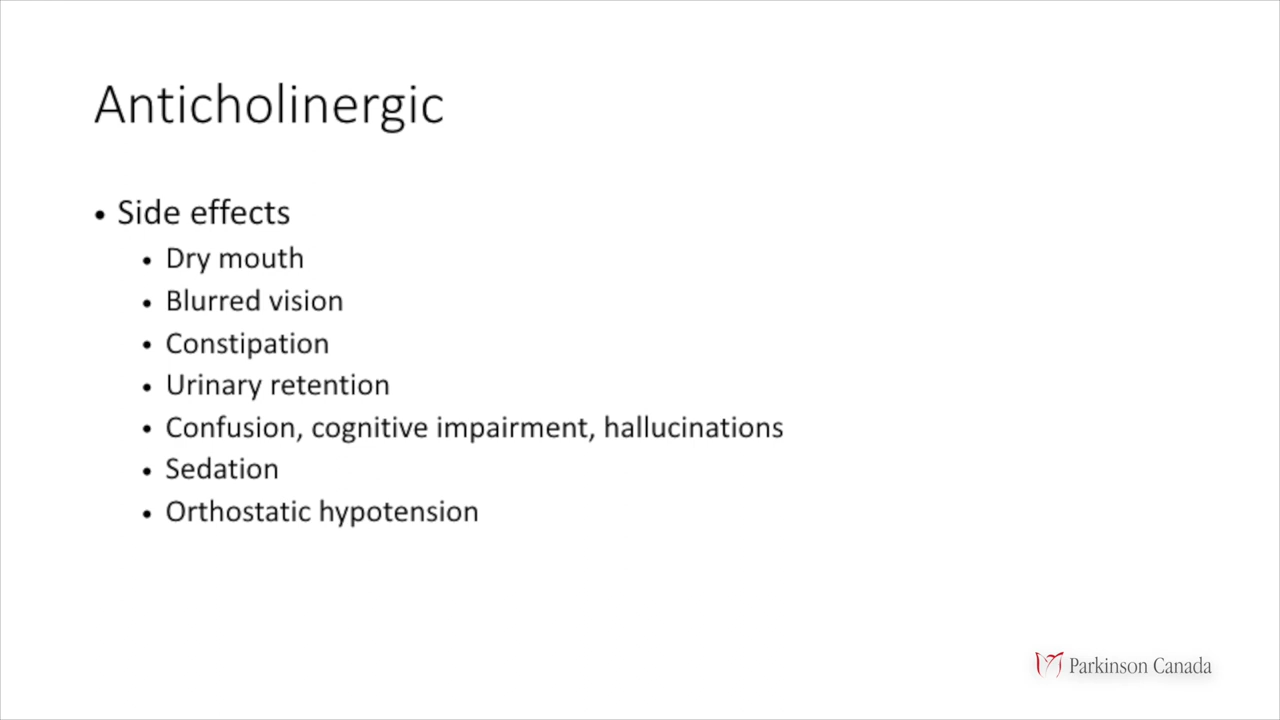 Anticholinergic
• Side effects
• Dry mouth
• Blurred vision
• Constipation
• Urinary retention
• Confusion, cognitive impairment, hallucinations
• Sedation
• Orthostatic hypotension
Parkinson Canada